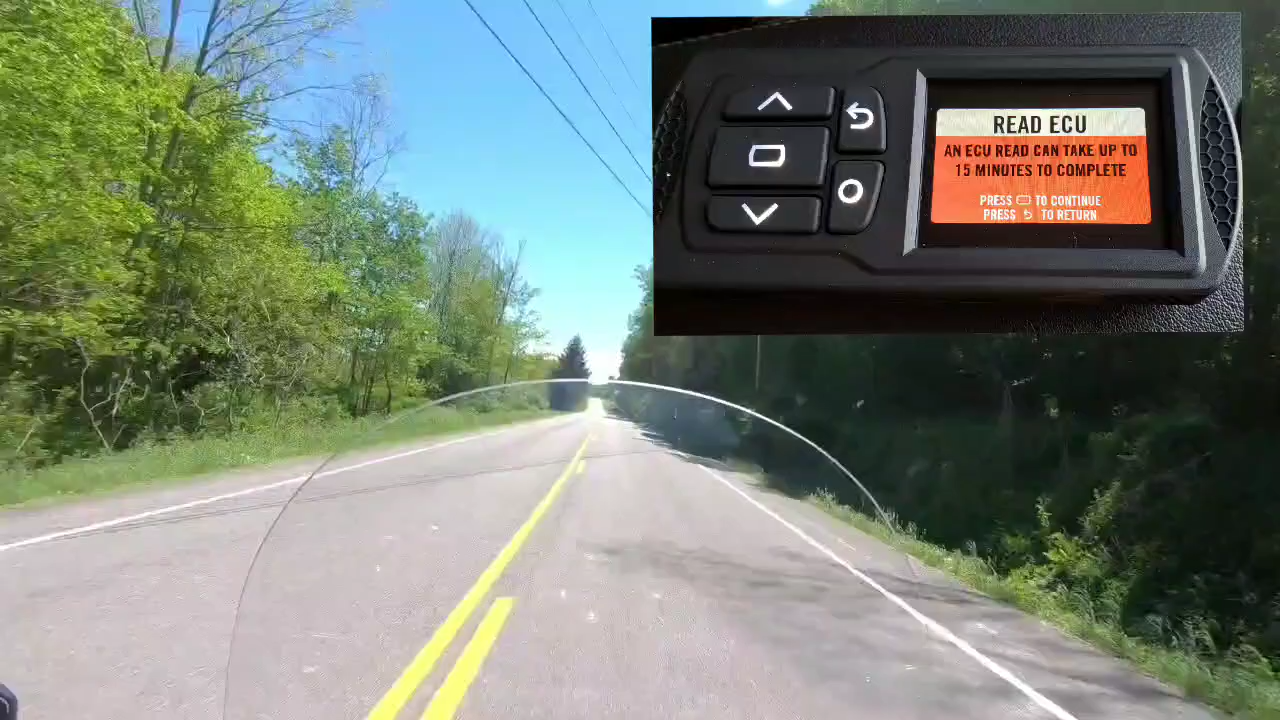 READ ECU
AN ECU READ CAN TAKE UP TO
15 MINUTES TO COMPLETE
PRESS TO CONTINUE
PRESS TO RETURN